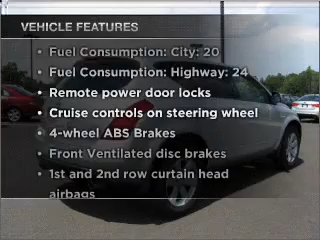 VEHICLE FEATURES
• Fuel Consumption: City: 20
• Fuel Consumption: Highway: 24
• Remote power door locks
• Cruise controls on steering wheel
• 4-wheel ABS Brakes
• Front Ventilated disc brakes
• 1st and 2nd row curtain head
airbags